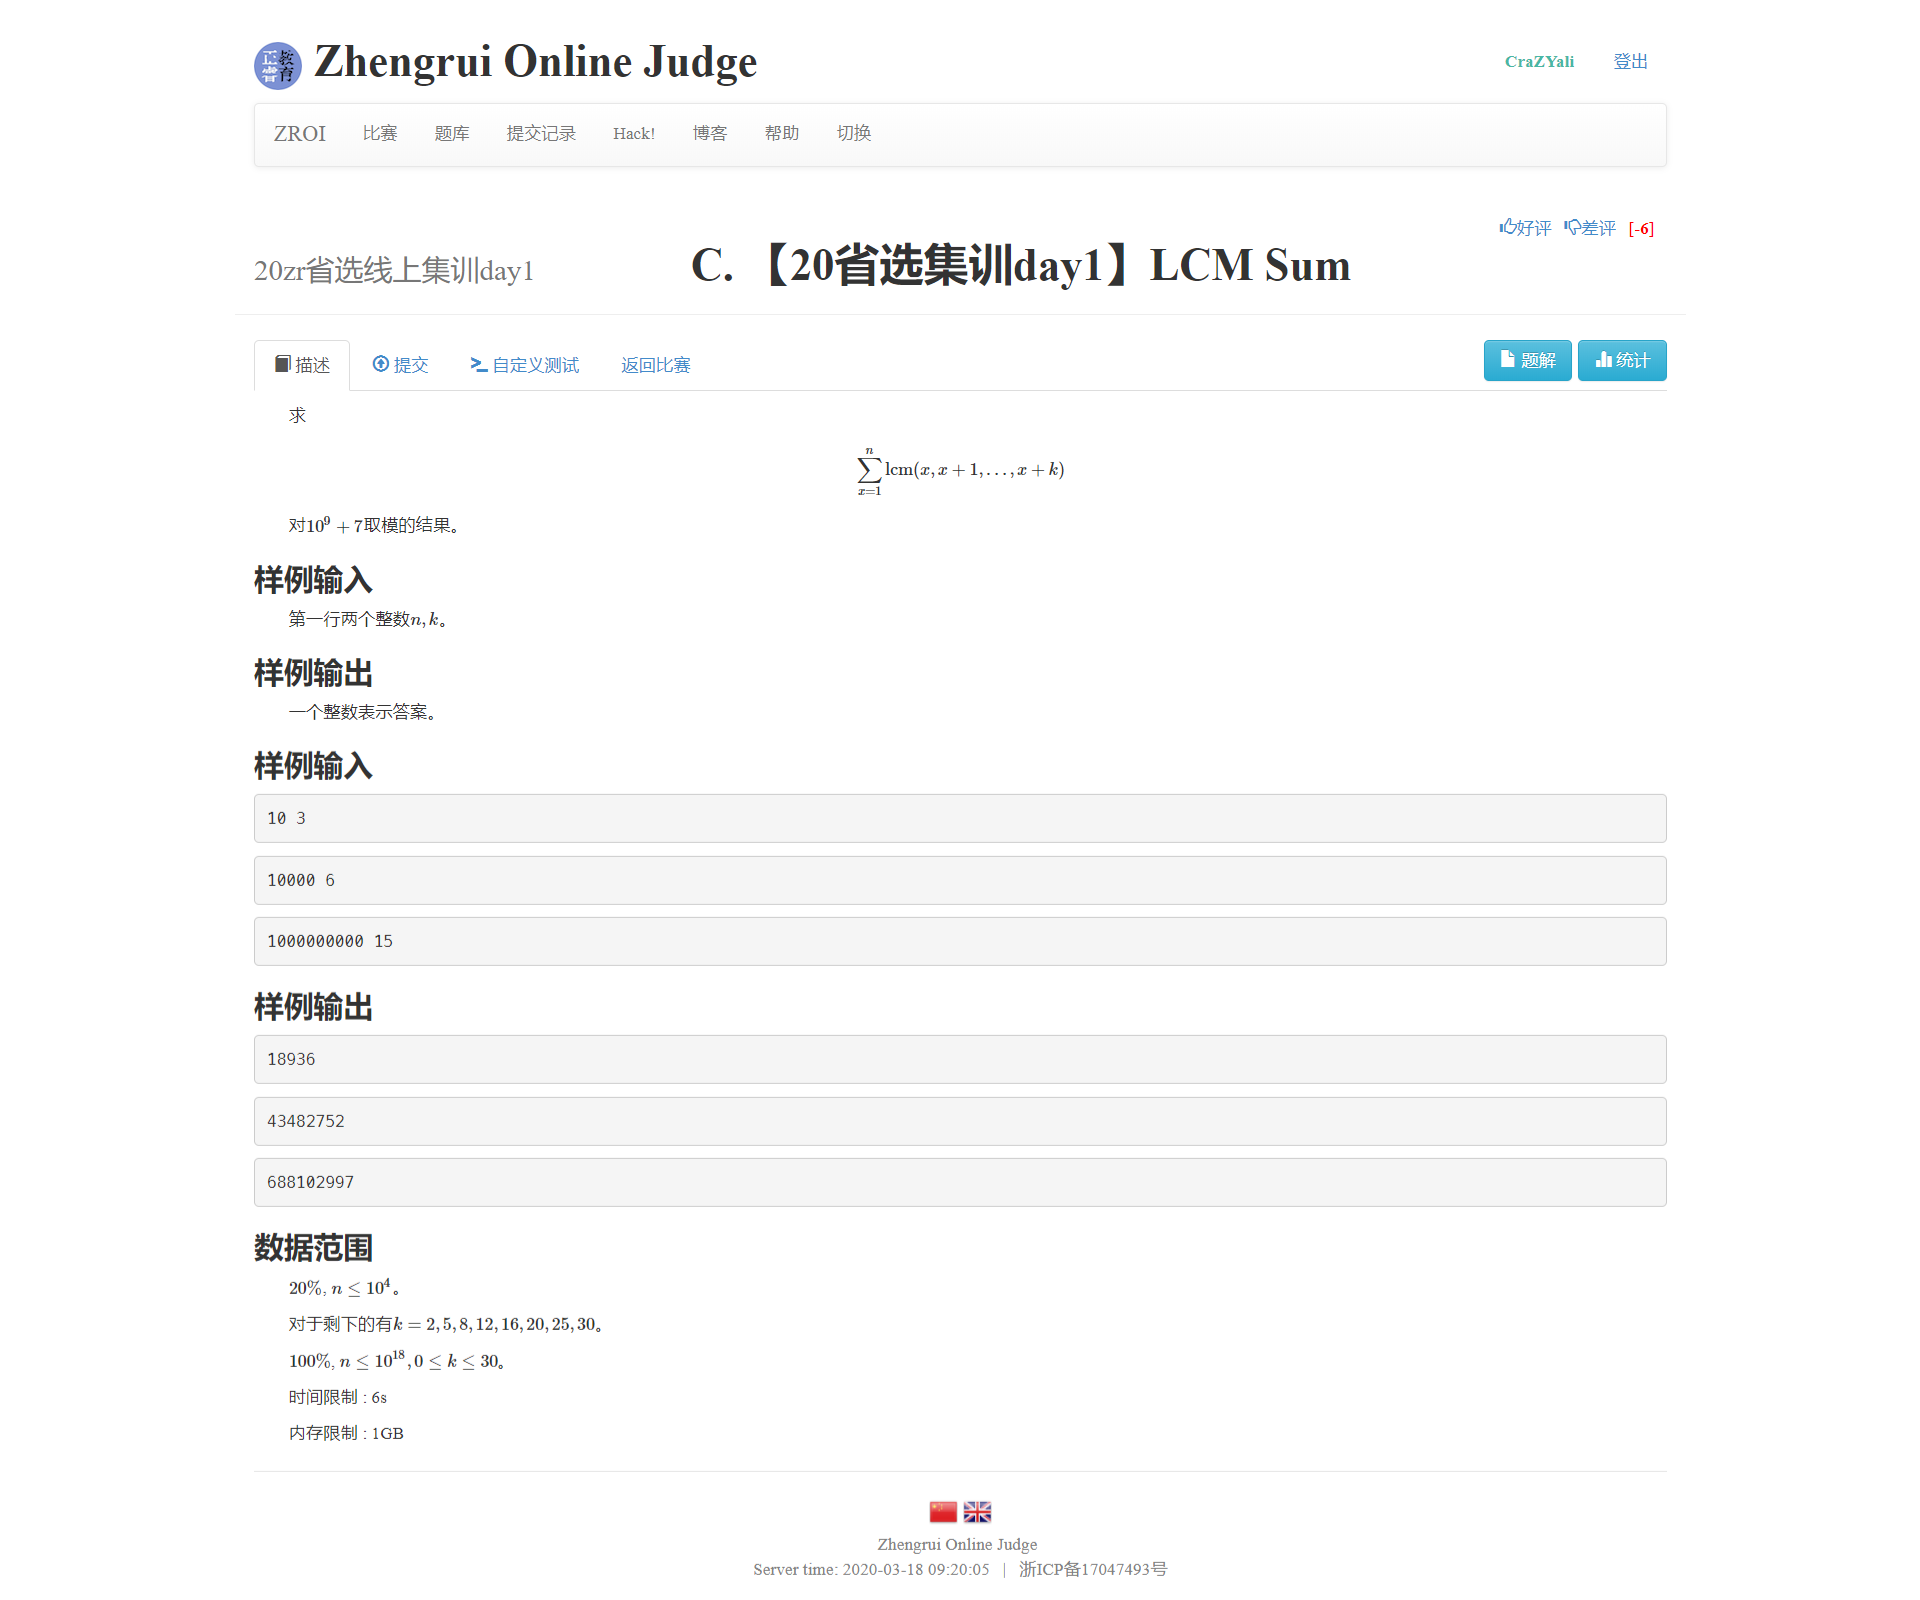 正睿教育 Zhengrui Online Judge
CraZYali 登出
ZROI 比赛 题库 提交记录 Hack! 博客 帮助 切换
好评 差评 [-6]
20zr省选线上集训day1
C. 【20省选集训day1】LCM Sum
描述 提交 自定义测试 返回比赛 题解 统计
求
\sum_{x=1}^{n} lcm(x, x + 1, …, x + k)
对10^9 + 7取模的结果。
样例输入
第一行两个整数n, k。
样例输出
一个整数表示答案。
样例输入
10 3
10000 6
1000000000 15
样例输出
18936
43482752
688102997
数据范围
20%, n ≤ 10^4。
对于剩下的有k = 2, 5, 8, 12, 16, 20, 25, 30。
100%, n ≤ 10^18, 0 ≤ k ≤ 30。
时间限制 : 6s
内存限制 : 1GB
Zhengrui Online Judge
Server time: 2020-03-18 09:20:05 | 浙ICP备17047493号